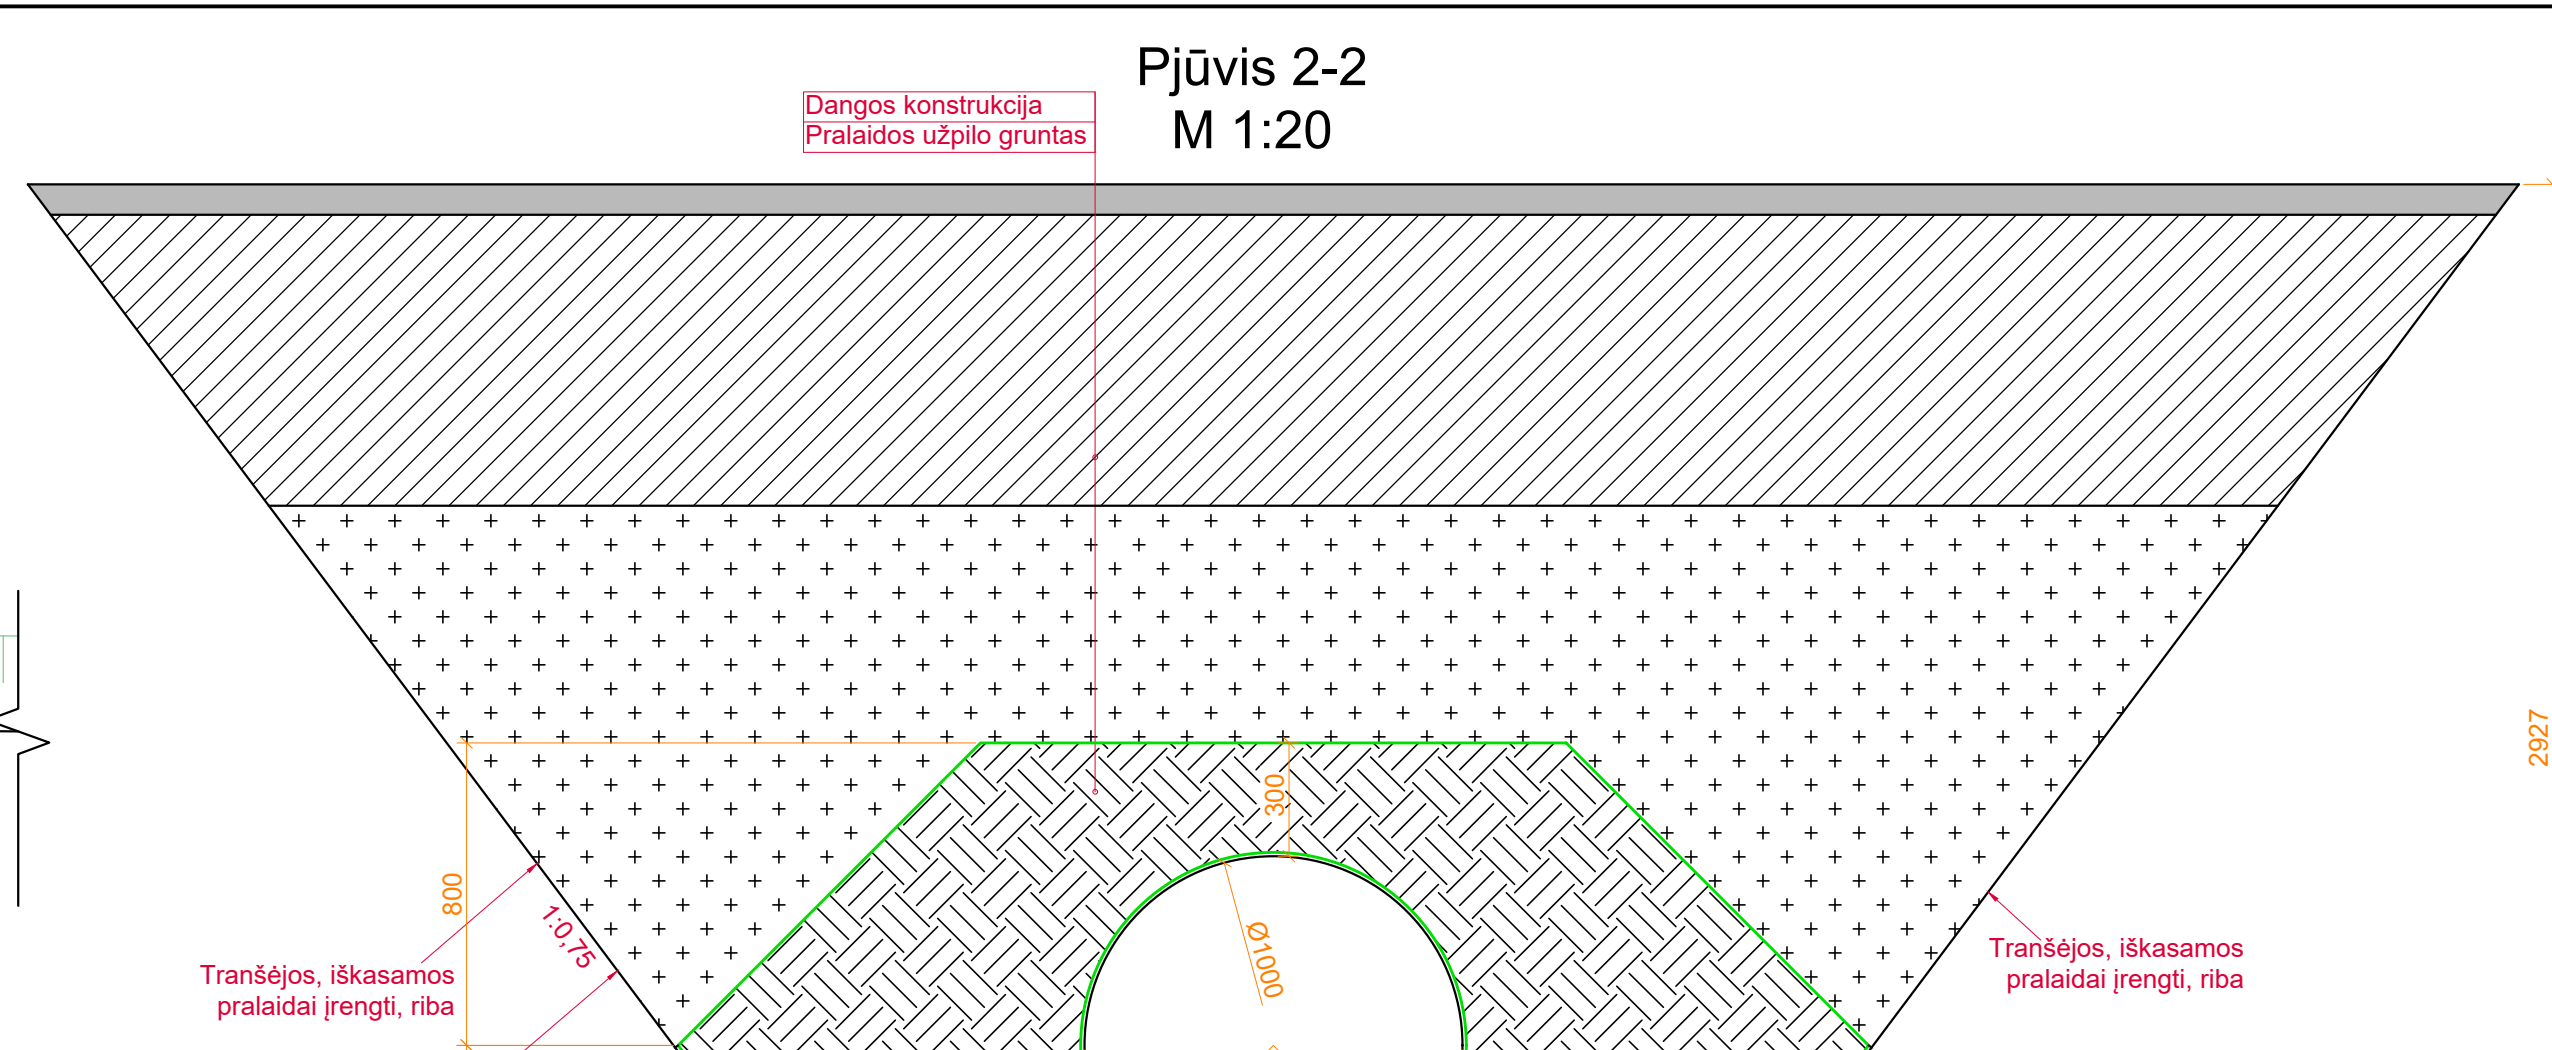 Pjūvis 2-2
M 1:20
Dangos konstrukcija
Pralaidos užpilo gruntas
2927
300
800
1:0,75
Ø1000
Tranšėjos, iškasamos
pralaidai įrengti, riba
Tranšėjos, iškasamos
pralaidai įrengti, riba